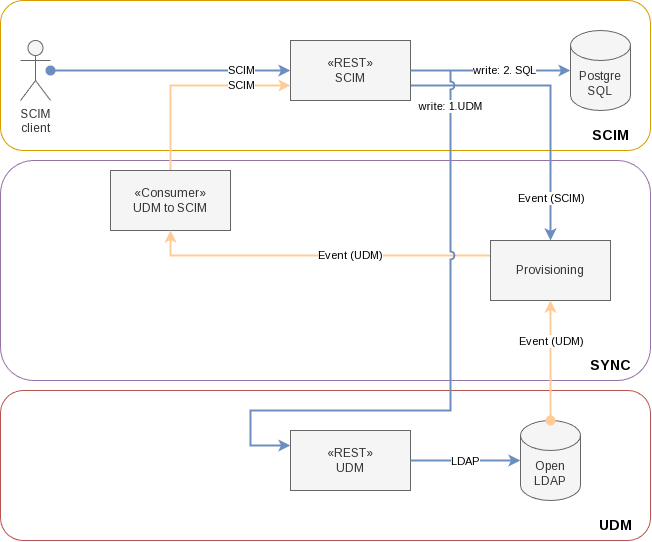 SCIM
client
SCIM
SCIM
«REST»
SCIM
write: 2. SQL
write: 1.UDM
Postgre
SQL
SCIM
«Consumer»
UDM to SCIM
Event (SCIM)
Event (UDM)
Provisioning
Event (UDM)
SYNC
«REST»
UDM
LDAP
Open
LDAP
UDM